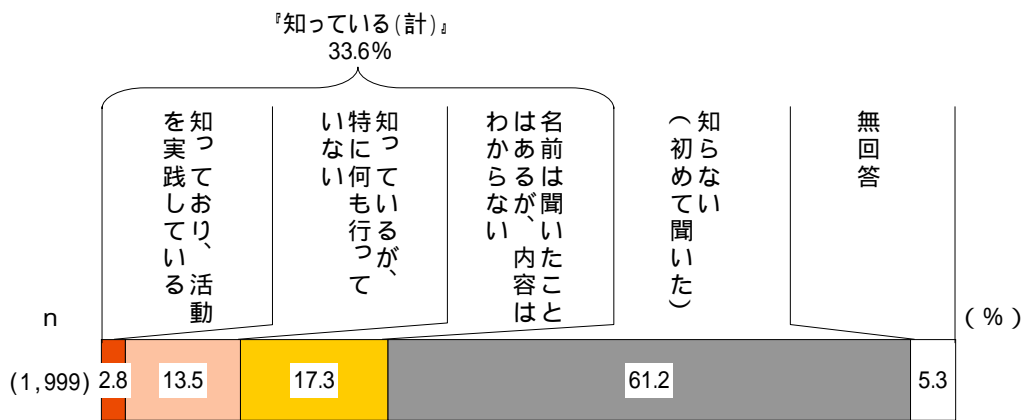 『知っている(計)』
33.6%
知っており、活動
を実践している
知っているが、
特に何も行って
いない
名前は聞いたこと
はあるが、内容は
わからない
知らない
(初めて聞いた)
無回答
n
(%)
(1,999)
2.8
13.5
17.3
61.2
5.3